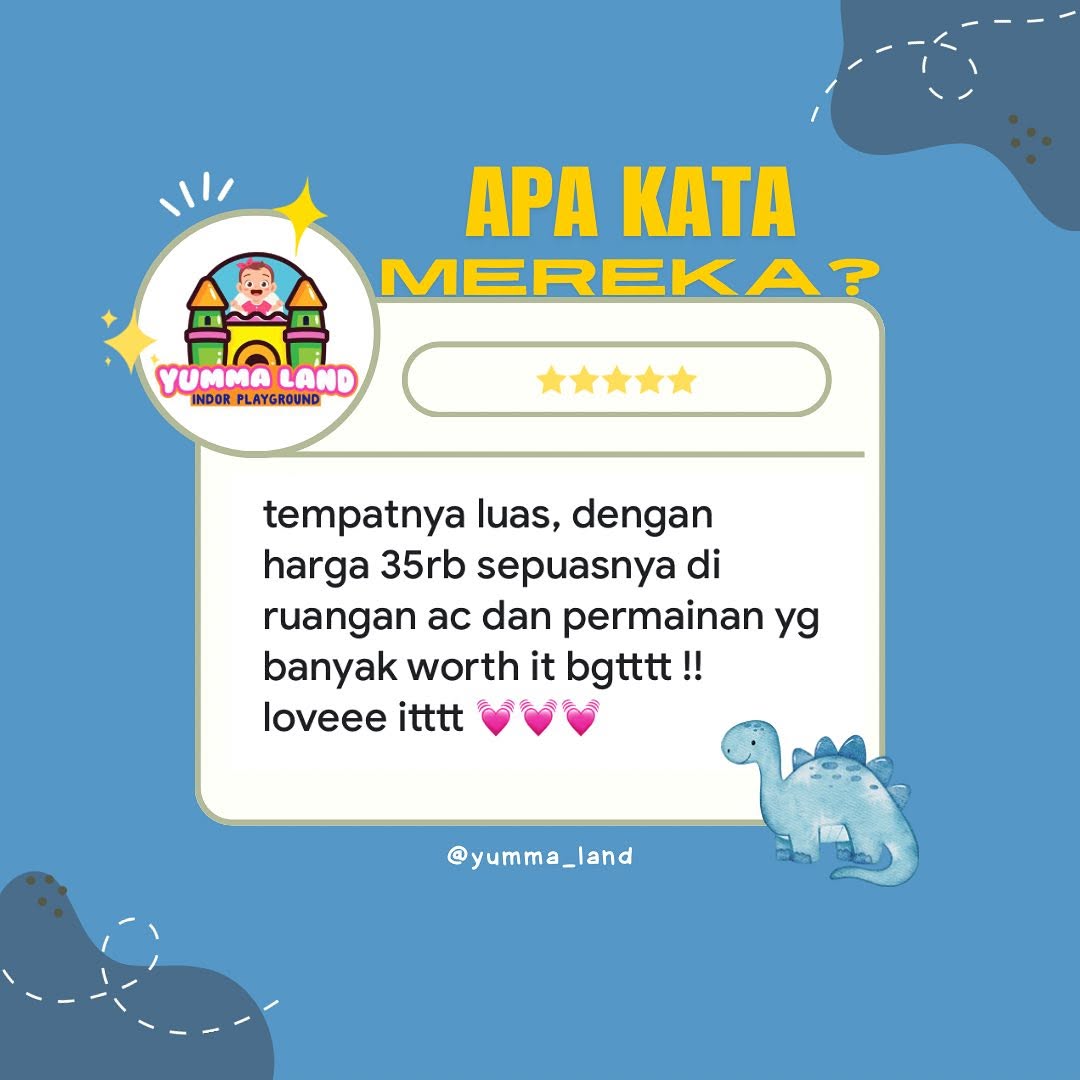 APA KATA
MEREKA?
YUMMA LAND
INDOR PLAYGROUND
tempatnya luas, dengan
harga 35rb sepuasnya di
ruangan ac dan permainan yg
banyak worth it bgtttt !!
loveee itttt 💓💓💓
@yumma_land